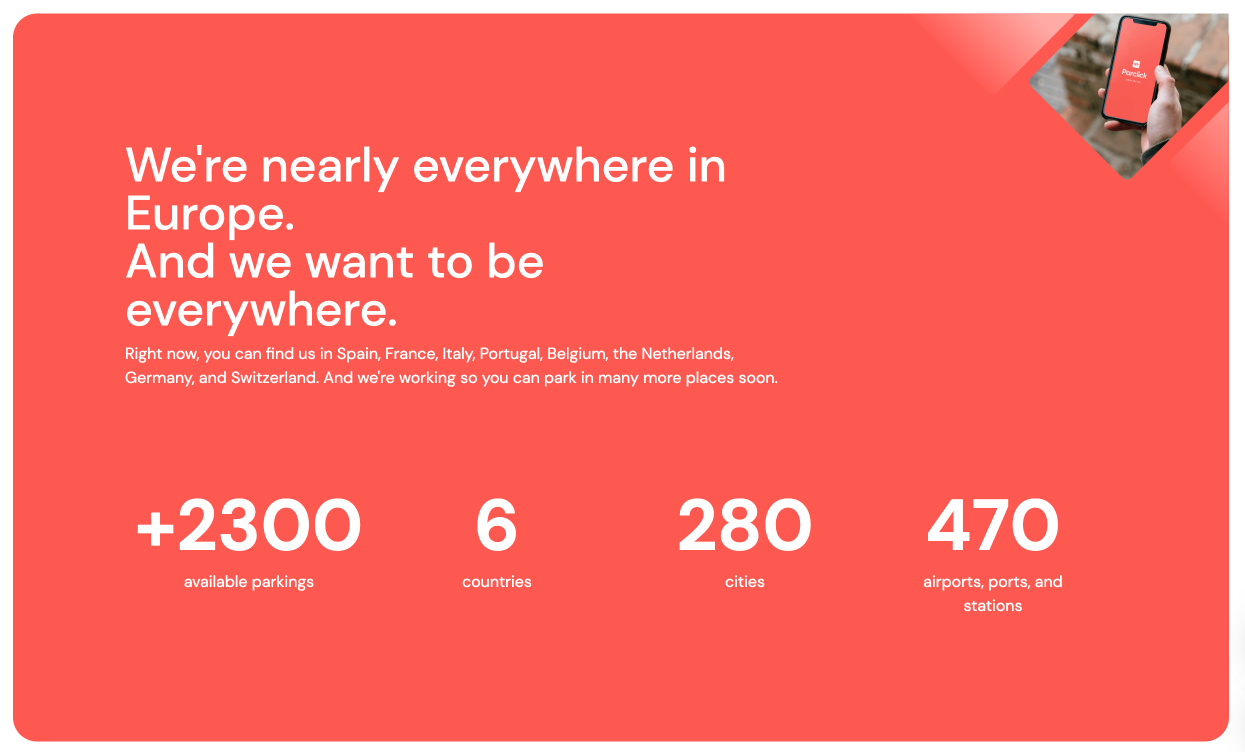 Parclick
We're nearly everywhere in
Europe.
And we want to be
everywhere.
Right now, you can find us in Spain, France, Italy, Portugal, Belgium, the Netherlands,
Germany, and Switzerland. And we're working so you can park in many more places soon.
+2300
available parkings
6
countries
280
cities
470
airports, ports, and
stations